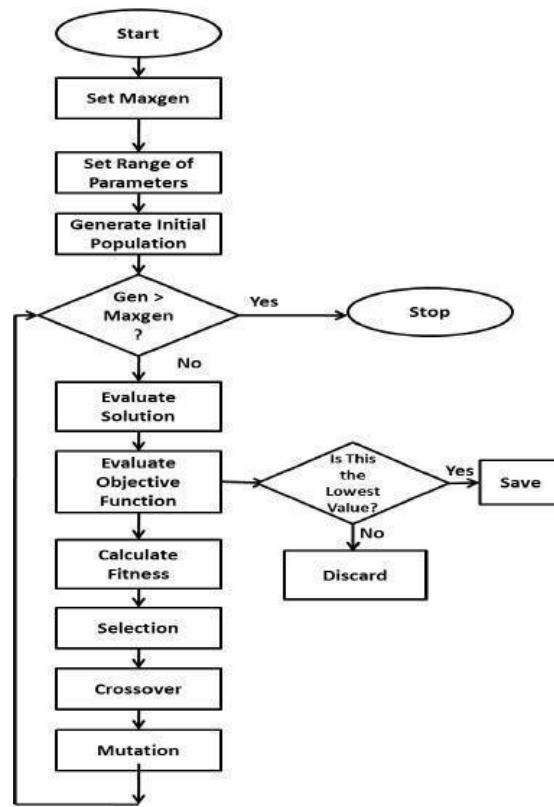 Start
Set Maxgen
Set Range of
Parameters
Generate Initial
Population
Gen >
Maxgen
?
Yes
Stop
No
Evaluate
Solution
Evaluate
Objective
Function
Is This
the
Lowest
Value?
Yes
Save
No
Discard
Calculate
Fitness
Selection
Crossover
Mutation